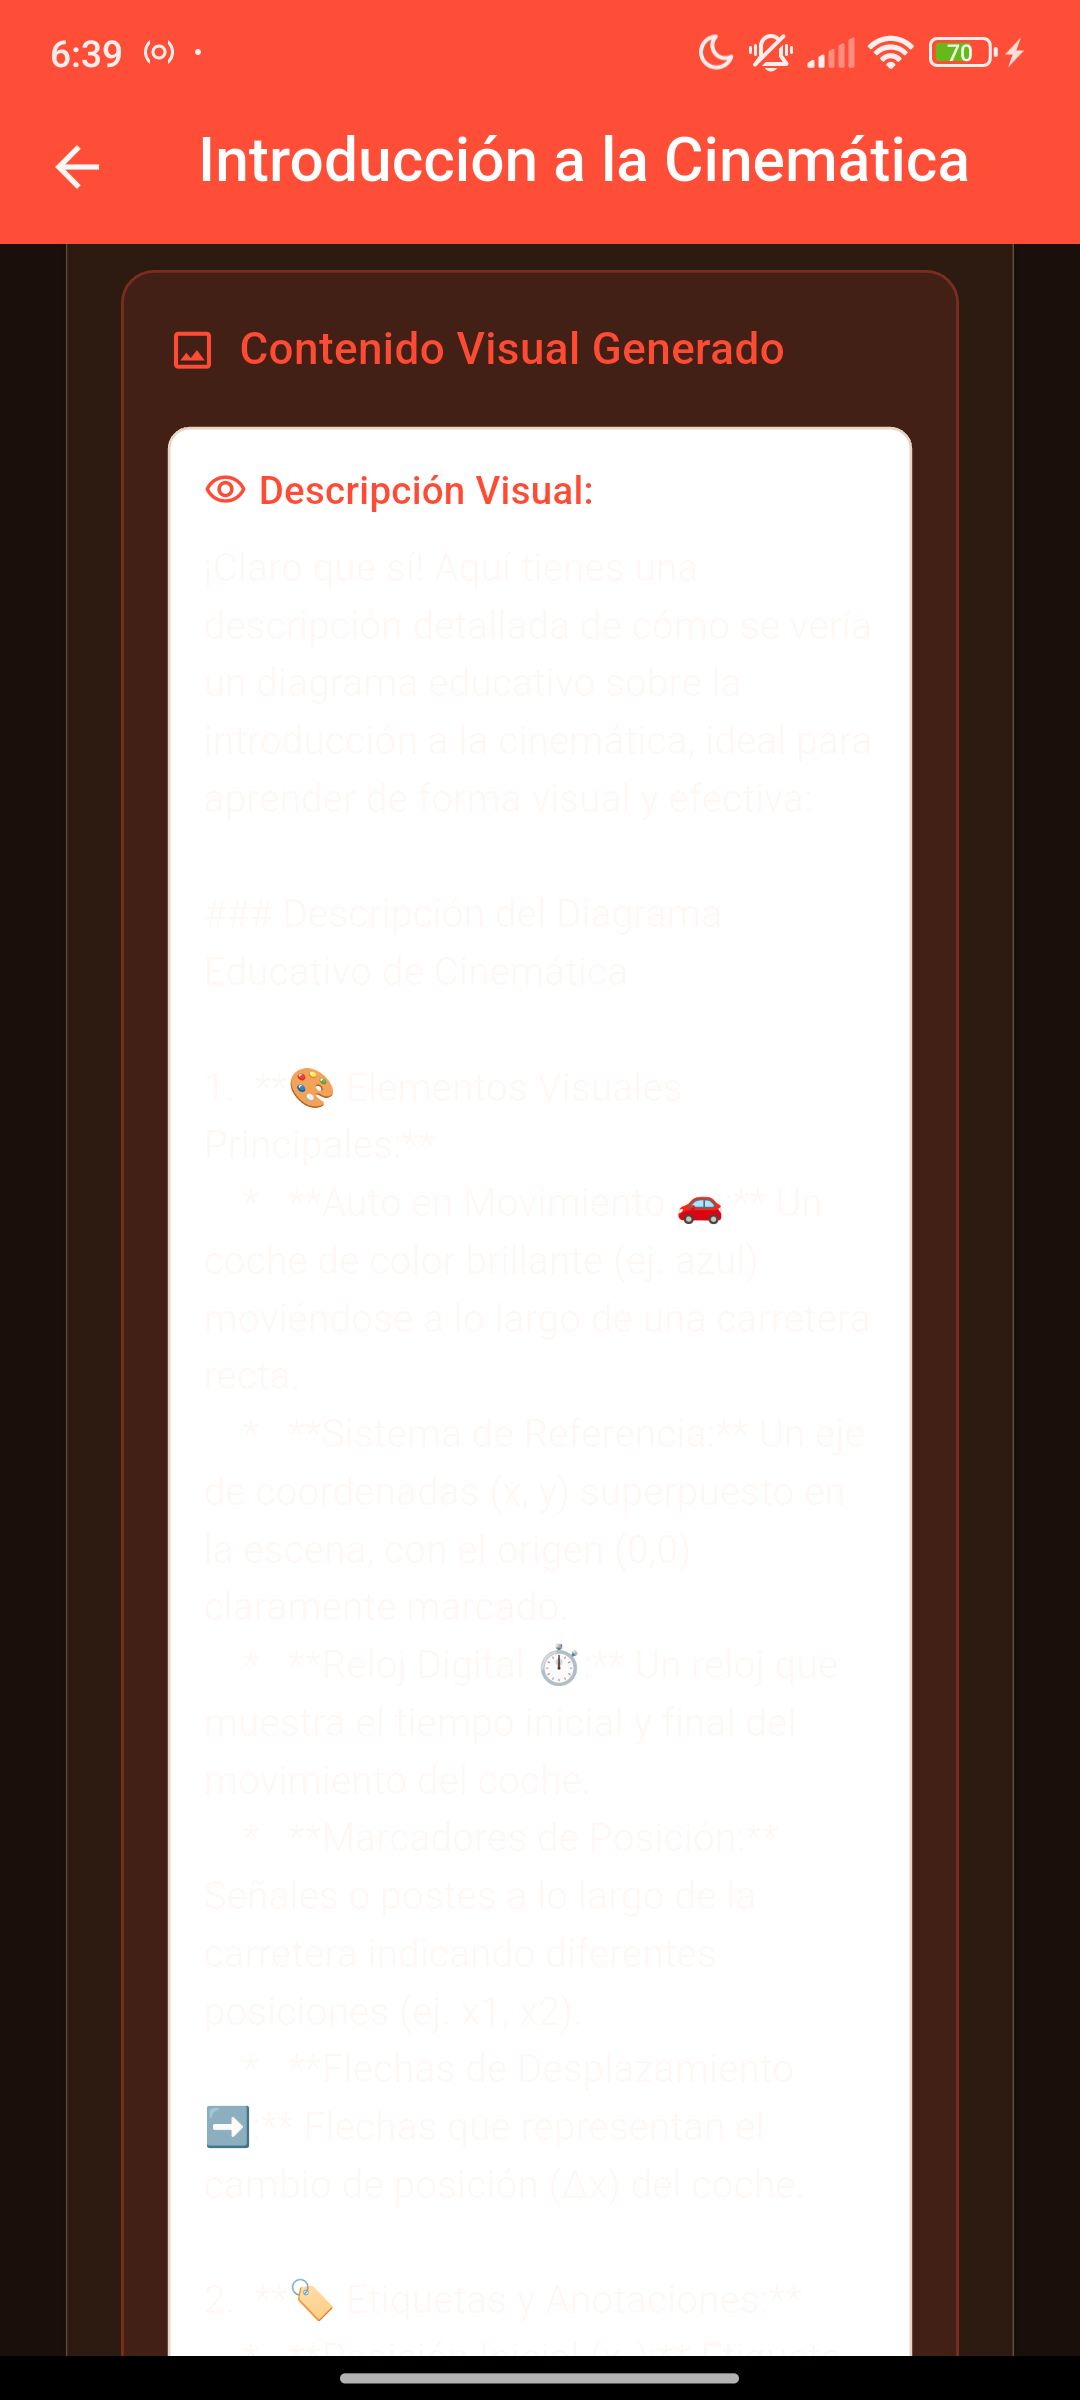 6:39
70
Introducción a la Cinemática
Contenido Visual Generado
Descripción Visual:
¡Claro que sí! Aquí tienes una
descripción detallada de cómo se vería
un diagrama educativo sobre la
introducción a la cinemática, ideal para
aprender de forma visual y efectiva:
### Descripción del Diagrama
Educativo de Cinemática
1. **🎨 Elementos Visuales
Principales:**
* **Auto en Movimiento 🚗:** Un
coche de color brillante (ej. azul)
moviéndose a lo largo de una carretera
recta.
* **Sistema de Referencia:** Un eje
de coordenadas (x, y) superpuesto en
la escena, con el origen (0,0)
claramente marcado.
* **Reloj Digital ⏱️:** Un reloj que
muestra el tiempo inicial y final del
movimiento del coche.
* **Marcadores de Posición:**
Señales o postes a lo largo de la
carretera indicando diferentes
posiciones (ej. x1, x2).
* **Flechas de Desplazamiento
➡️:** Flechas que representan el
cambio de posición (Δx) del coche.
2. **🏷️ Etiquetas y Anotaciones:**
* **Posición Inicial